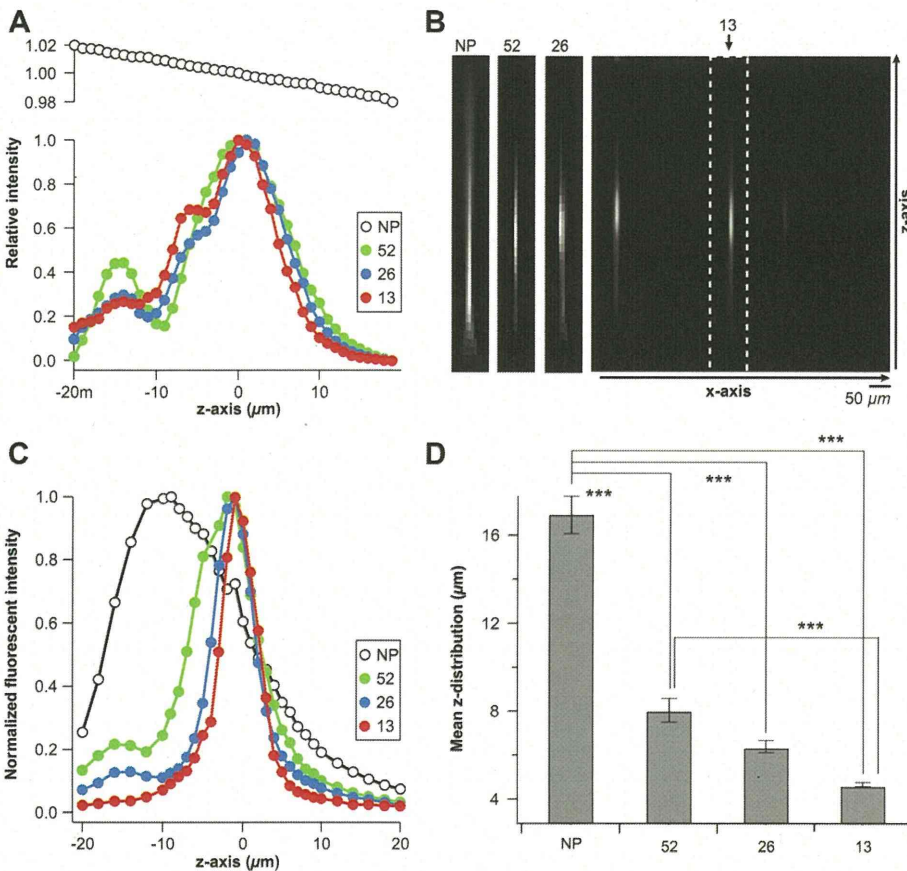 A
1.02
1.00
0.98
1.0
0.8
0.6
0.4
0.2
0.0
Relative intensity
NP
52
26
13
-20m
-10
0
10
z-axis (µm)
B
NP
52
26
13
z-axis
x-axis
50 µm
C
1.0
0.8
0.6
0.4
0.2
0.0
Normalized fluorescent intensity
NP
52
26
13
-20
-10
0
10
20
z-axis (µm)
D
***
***
***
***
16
12
8
4
Mean z-distribution (µm)
NP
52
26
13